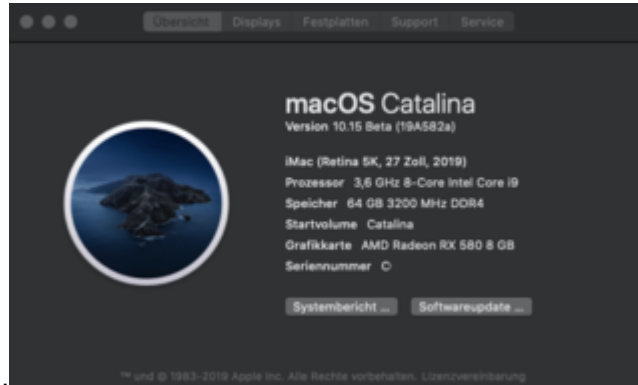 Übersicht Displays Festplatten Support Service
macOS Catalina
Version 10.15 Beta (19A582a)
iMac (Retina 5K, 27 Zoll, 2019)
Prozessor 3,6 GHz 8-Core Intel Core i9
Speicher 64 GB 3200 MHz DDR4
Startvolume Catalina
Grafikkarte AMD Radeon RX 580 8 GB
Seriennummer
Systembericht ...
Softwareupdate ...
™ und © 1983-2019 Apple Inc. Alle Rechte vorbehalten. Lizenzvereinbarung